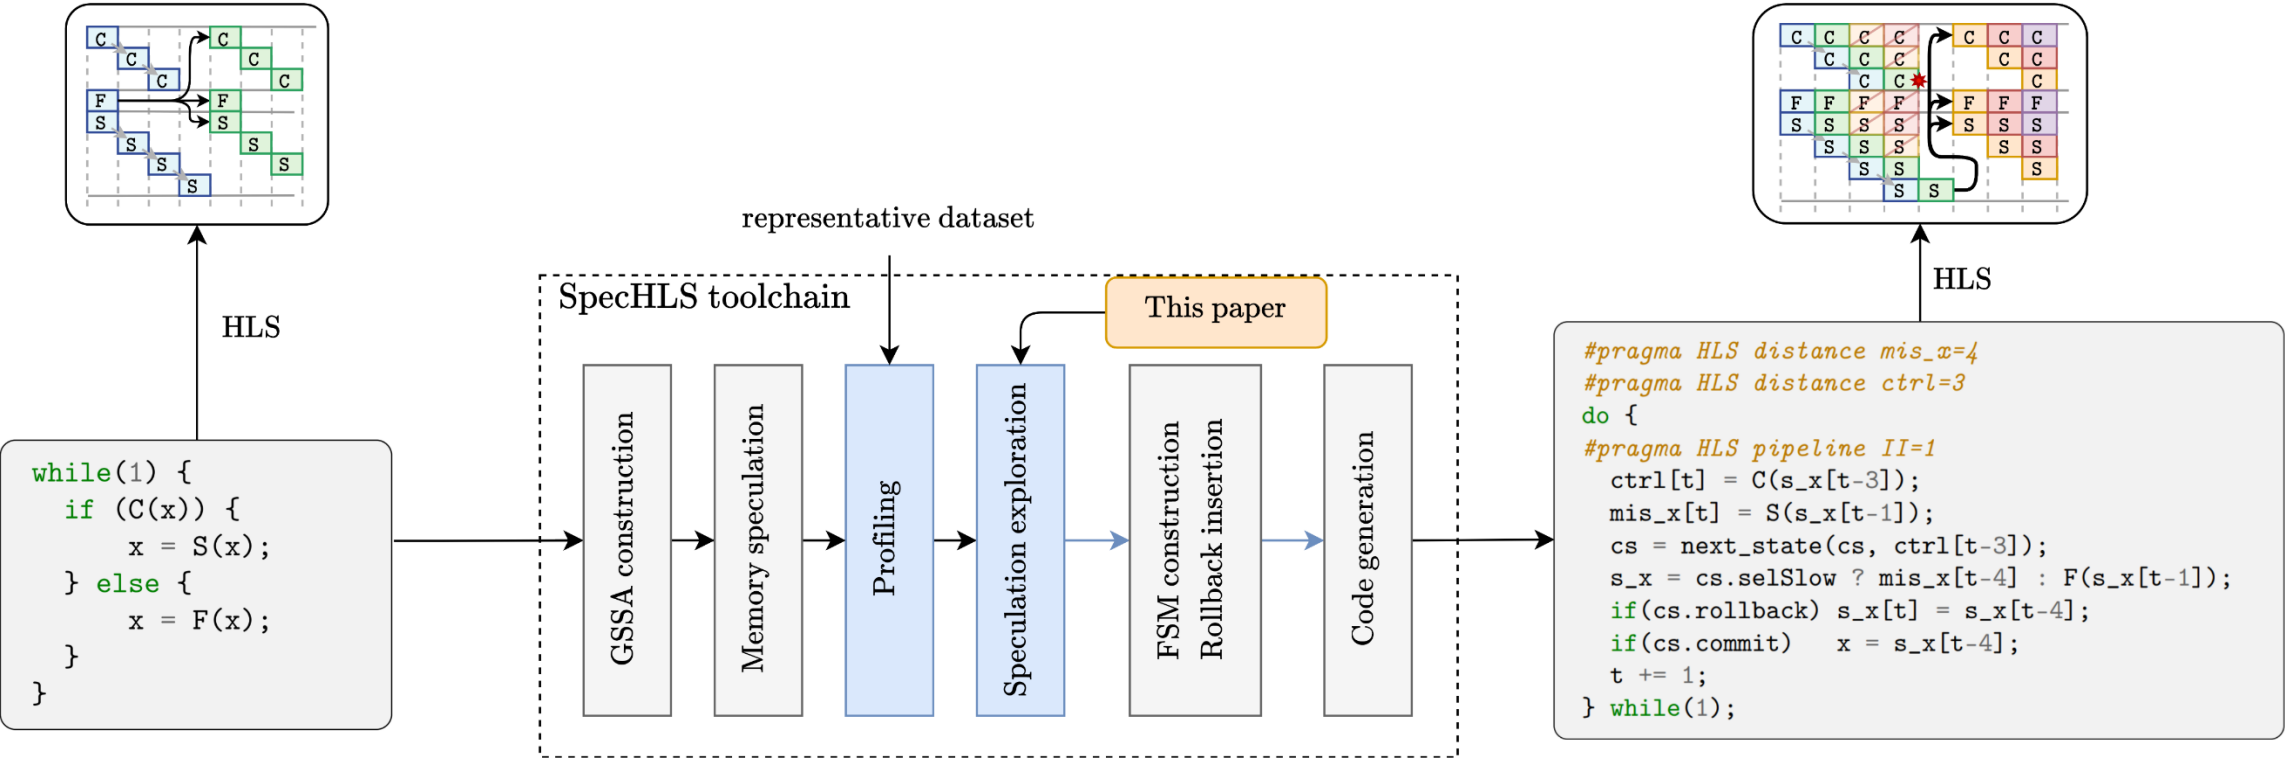 C C
C C
C C
F F
S S
S S
S S
S
HLS
while(1) {
if (C(x)) {
x = S(x);
} else {
x = F(x);
}
}
representative dataset
SpecHLS toolchain
This paper
GSSA construction
Memory speculation
Profiling
Speculation exploration
FSM construction
Rollback insertion
Code generation
C C C C C C C
C C C C C
C C C
F F F F F F F
S S S S S S S
S S S S S
S S S
S S
HLS
#pragma HLS distance mis_x=4
#pragma HLS distance ctrl=3
do {
#pragma HLS pipeline II=1
ctrl[t] = C(s_x[t-3]);
mis_x[t] = S(s_x[t-1]);
cs = next_state(cs, ctrl[t-3]);
s_x = cs.selSlow ? mis_x[t-4] : F(s_x[t-1]);
if(cs.rollback) s_x[t] = s_x[t-4];
if(cs.commit) x = s_x[t-4];
t += 1;
} while(1);